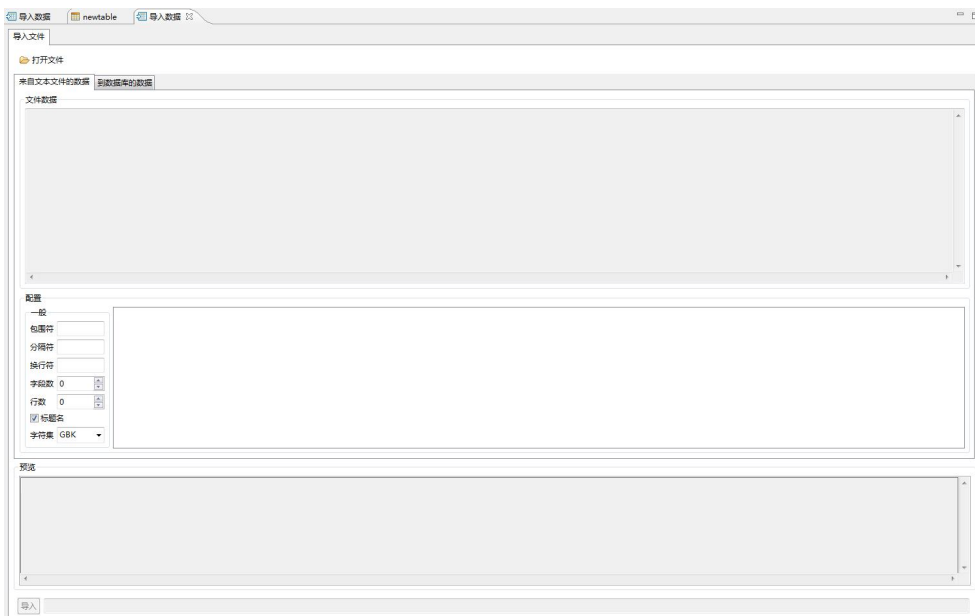 导入数据 newtable 导入数据
导入文件
打开文件
来自文本文件的数据 到数据库的数据
文件数据
配置
一般
包围符
分隔符
换行符
字段数 0
行数 0
标题名
字符集 GBK
预览
导入